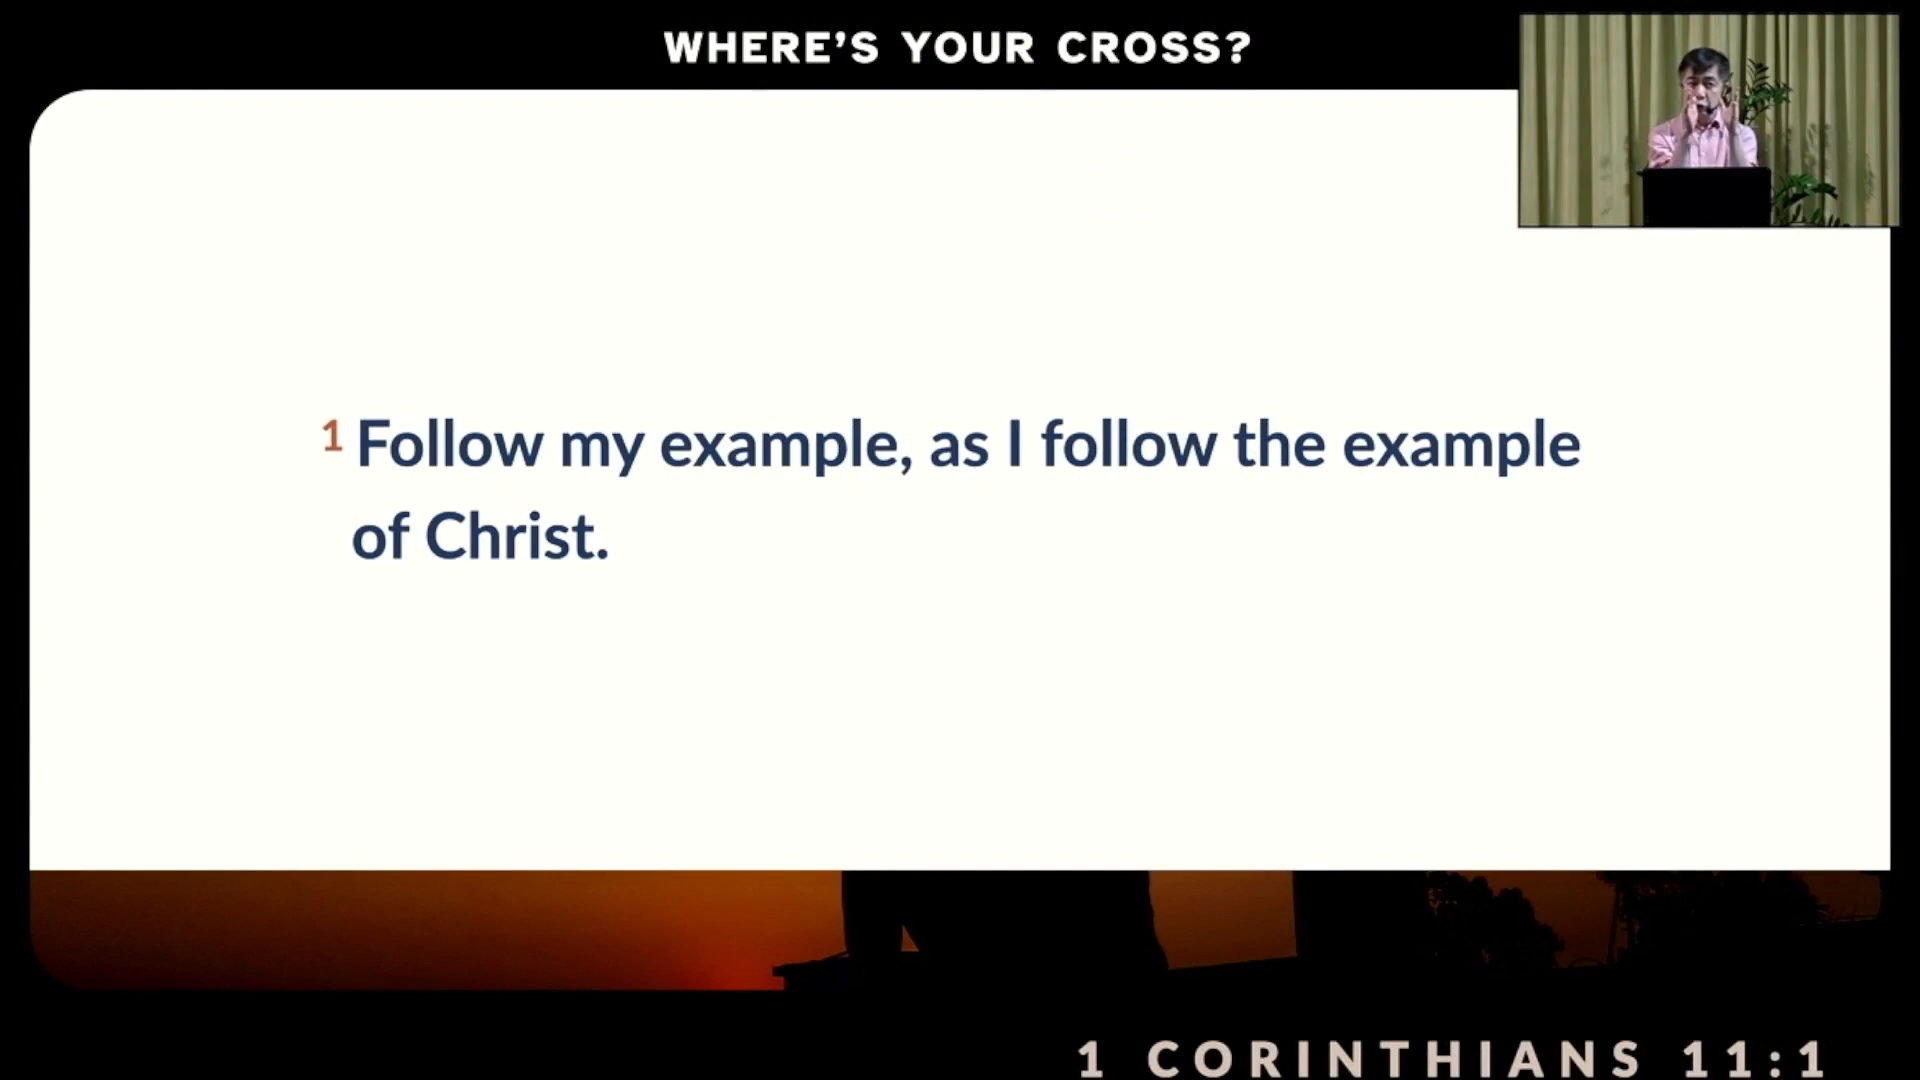 WHERE'S YOUR CROSS?
1 Follow my example, as I follow the example
of Christ.
1 CORINTHIANS 11:1